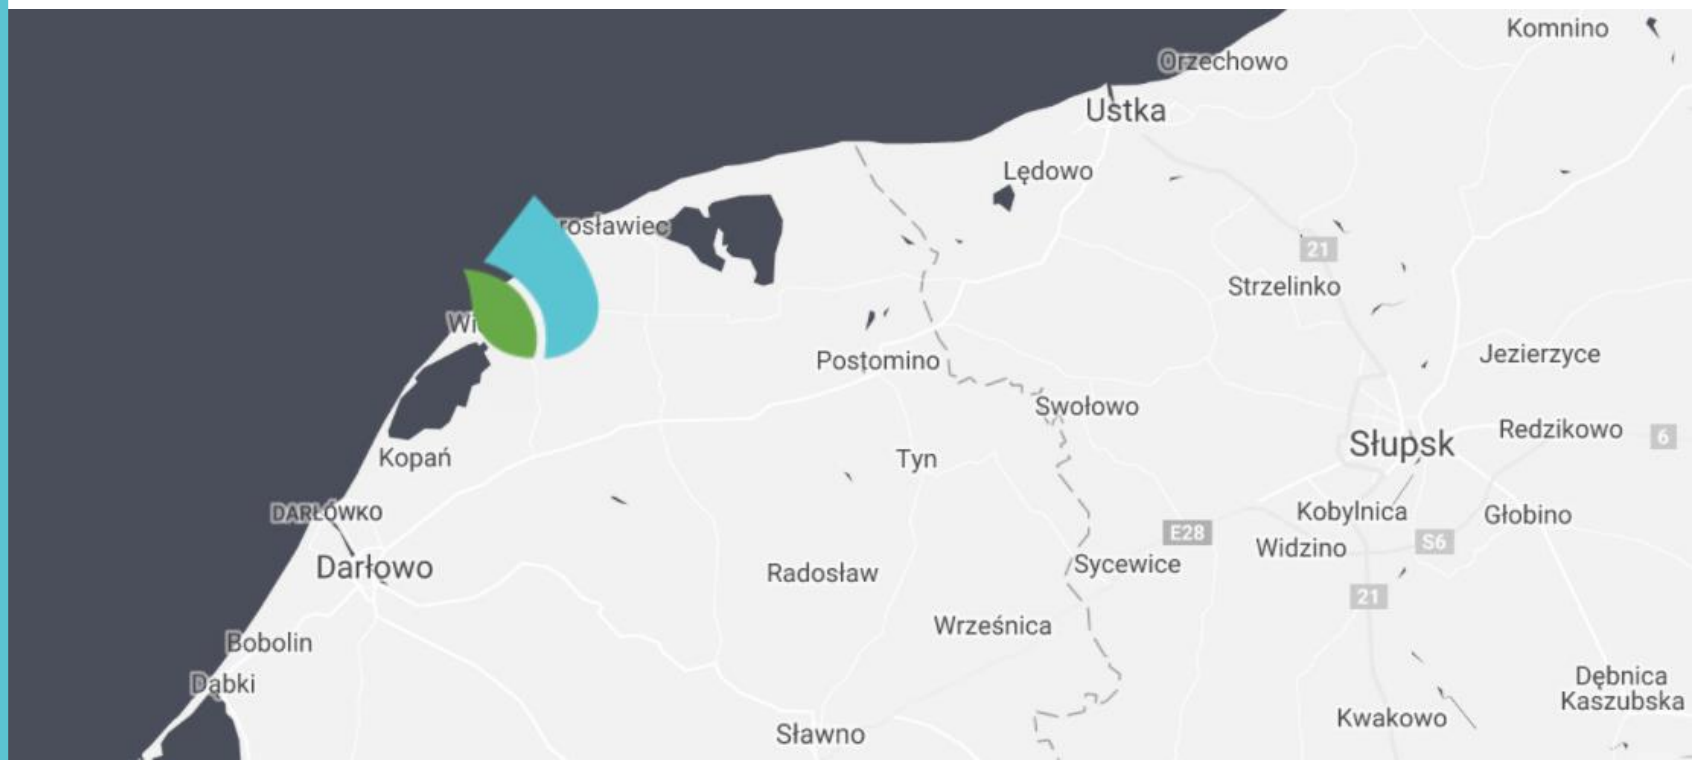 Komnino
Orzechowo
Ustka
Lędowo
rosławiec
21
Strzelinko
Wi
Postomino
Jezierzyce
Swołowo
Redzikowo
6
Słupsk
Kopań
Tyn
DARŁÓWKO
Kobylnica
Głobino
E28
S6
Widzino
Darłowo
Radosław
Sycewice
21
Wrześnica
Bobolin
Dąbki
Dębnica
Kaszubska
Kwakowo
Sławno